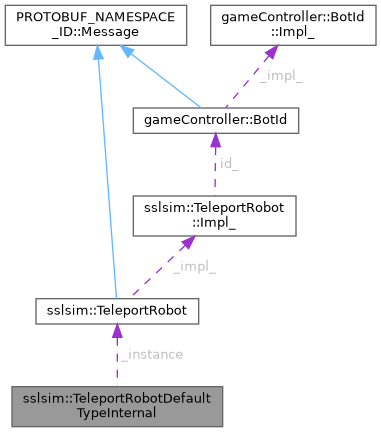 PROTOBUF_NAMESPACE
_ID::Message
gameController::BotId
::Impl_
_impl_
gameController::BotId
id_
sslsim::TeleportRobot
::Impl_
_impl_
sslsim::TeleportRobot
_instance
sslsim::TeleportRobotDefault
TypeInternal